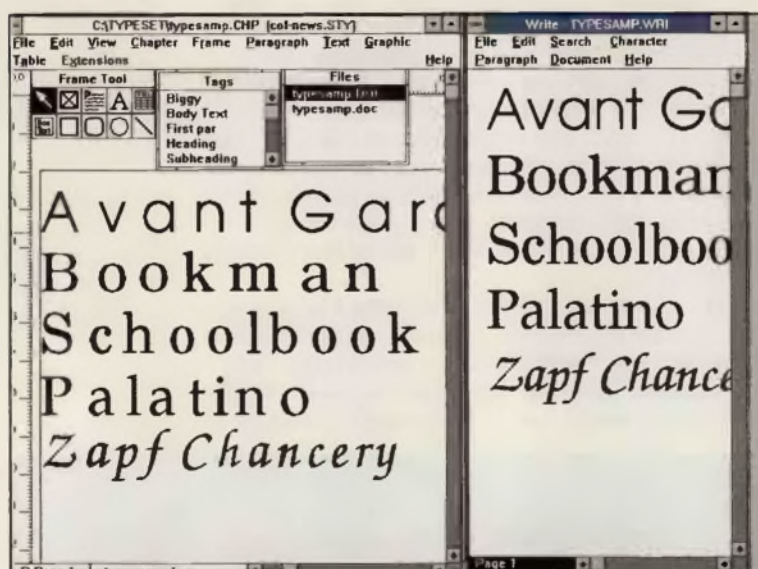 C:\TYPESET\typesamp.CHP (col-news.STY)
File Edit View Chapter Frame Paragraph Text Graphic
Table Extensions Help
Frame Tool
Tags
Biggy
Body Text
First par
Heading
Subheading
Files
typesamp.doc
Avant Gard
Bookman
Schoolbook
Palatino
Zapf Chancery
Write - TYPESAMP.WRI
File Edit Search Character
Paragraph Document Help
Avant Ga
Bookman
Schoolboo
Palatino
Zapf Chance
Page 1